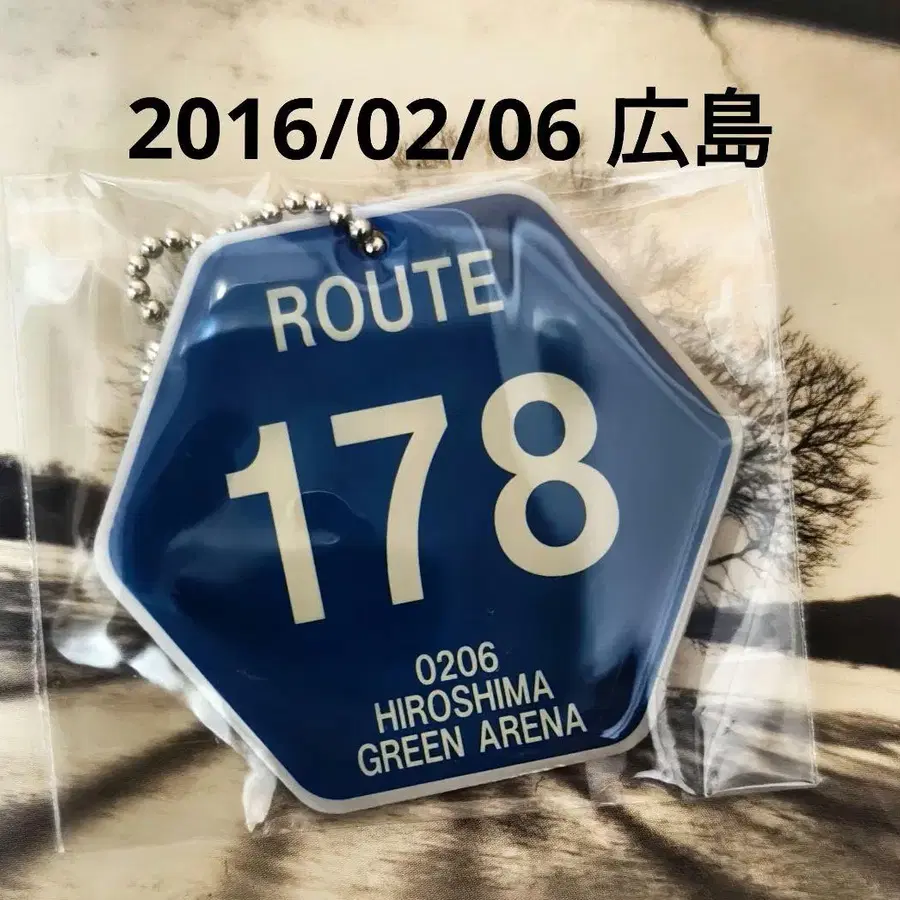 2016/02/06 広島
ROUTE
178
0206
HIROSHIMA
GREEN ARENA